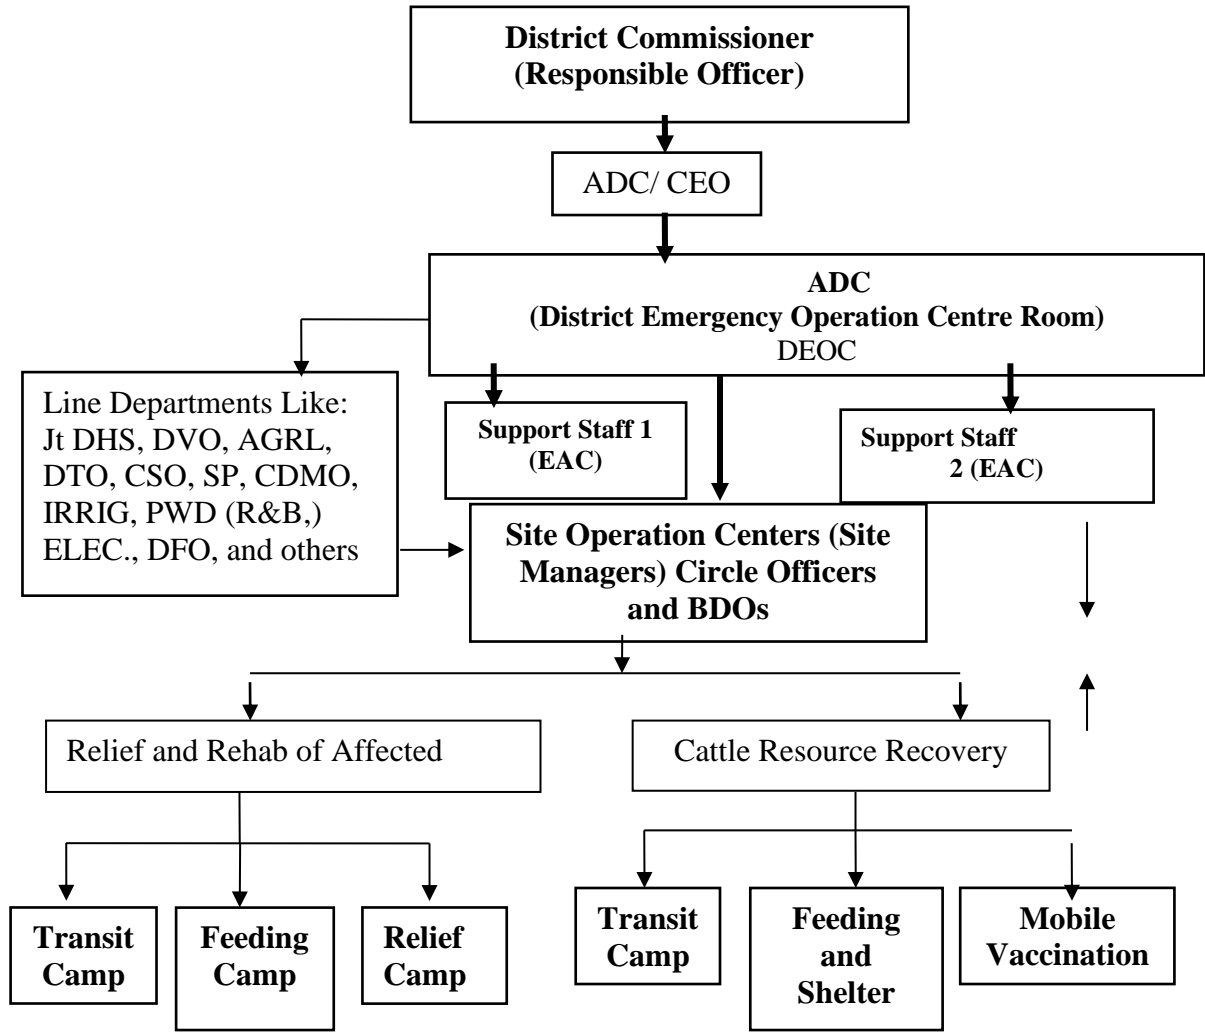 District Commissioner
(Responsible Officer)
ADC/ CEO
ADC
(District Emergency Operation Centre Room)
DEOC
Line Departments Like:
Jt DHS, DVO, AGRL,
DTO, CSO, SP, CDMO,
IRRIG, PWD (R&B,)
ELEC., DFO, and others
Support Staff 1
(EAC)
Support Staff
2 (EAC)
Site Operation Centers (Site
Managers) Circle Officers
and BDOs
Relief and Rehab of Affected
Cattle Resource Recovery
Transit
Camp
Feeding
Camp
Relief
Camp
Transit
Camp
Feeding
and
Shelter
Mobile
Vaccination